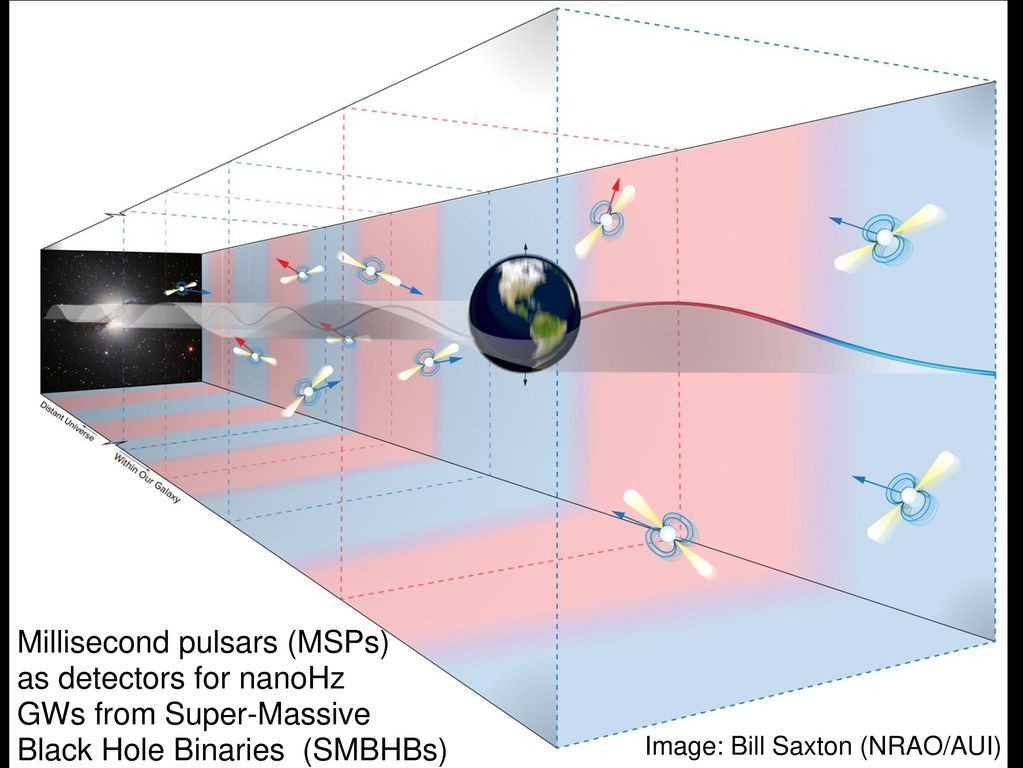 Distant Universe
Within Our Galaxy
Millisecond pulsars (MSPs)
as detectors for nanoHz
GWs from Super-Massive
Black Hole Binaries (SMBHBs)
Image: Bill Saxton (NRAO/AUI)